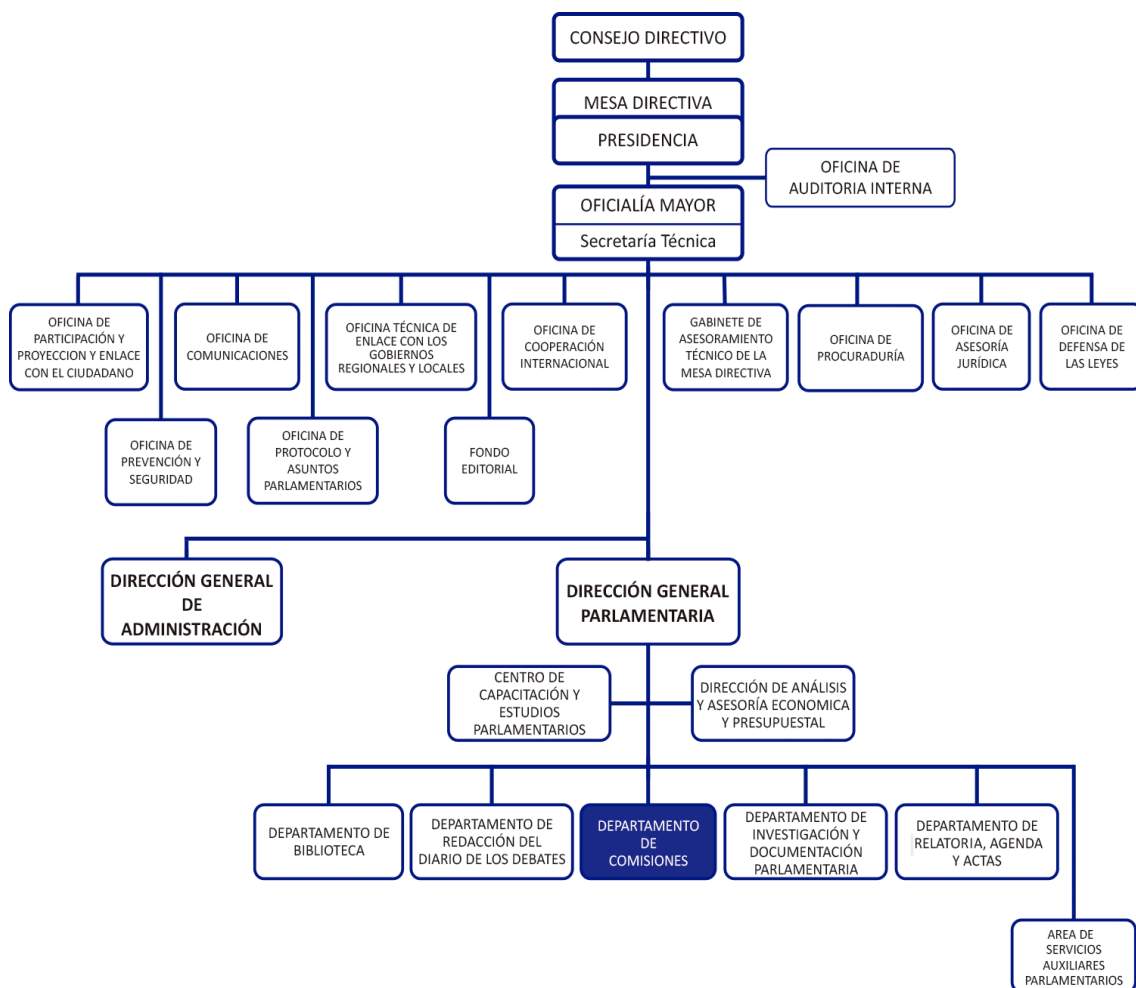 CONSEJO DIRECTIVO
MESA DIRECTIVA
PRESIDENCIA
OFICINA DE
AUDITORIA INTERNA
OFICIALÍA MAYOR
Secretaría Técnica
OFICINA DE
PARTICIPACIÓN Y
PROYECCION Y ENLACE
CON EL CIUDADANO
OFICINA DE
COMUNICACIONES
OFICINA TÉCNICA DE
ENLACE CON LOS
GOBIERNOS
REGIONALES Y LOCALES
OFICINA DE
COOPERACIÓN
INTERNACIONAL
GABINETE DE
ASESORAMIENTO
TÉCNICO DE LA
MESA DIRECTIVA
OFICINA DE
PROCURADURÍA
OFICINA DE
ASESORÍA
JURÍDICA
OFICINA DE
DEFENSA DE
LAS LEYES
OFICINA DE
PREVENCIÓN Y
SEGURIDAD
OFICINA DE
PROTOCOLO Y
ASUNTOS
PARLAMENTARIOS
FONDO
EDITORIAL
DIRECCIÓN GENERAL
DE
ADMINISTRACIÓN
DIRECCIÓN GENERAL
PARLAMENTARIA
CENTRO DE
CAPACITACIÓN Y
ESTUDIOS
PARLAMENTARIOS
DIRECCIÓN DE ANÁLISIS
Y ASESORÍA ECONOMICA
Y PRESUPUESTAL
DEPARTAMENTO DE
BIBLIOTECA
DEPARTAMENTO DE
REDACCIÓN DEL
DIARIO DE LOS DEBATES
DEPARTAMENTO
DE
COMISIONES
DEPARTAMENTO DE
INVESTIGACIÓN Y
DOCUMENTACIÓN
PARLAMENTARIA
DEPARTAMENTO DE
RELATORIA, AGENDA
Y ACTAS
AREA DE
SERVICIOS
AUXILIARES
PARLAMENTARIOS